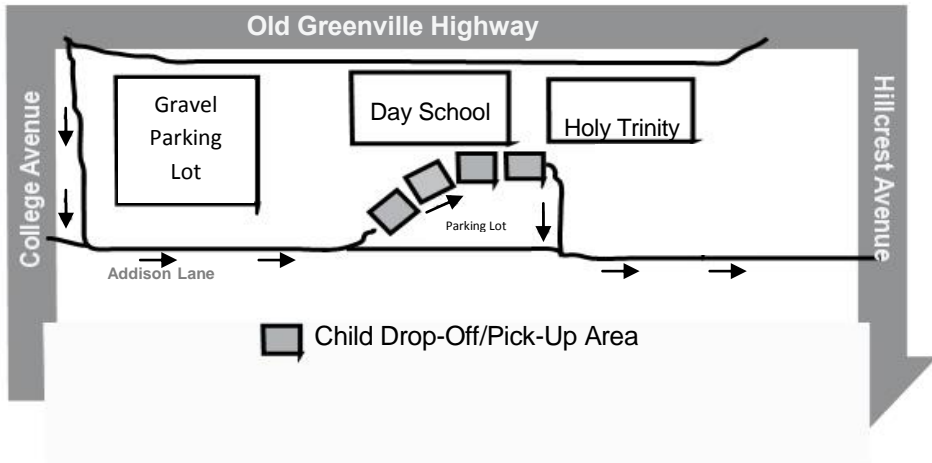 Old Greenville Highway
College Avenue
Gravel
Parking
Lot
Day School
Holy Trinity
Hillcrest Avenue
Parking Lot
Addison Lane
Child Drop-Off/Pick-Up Area